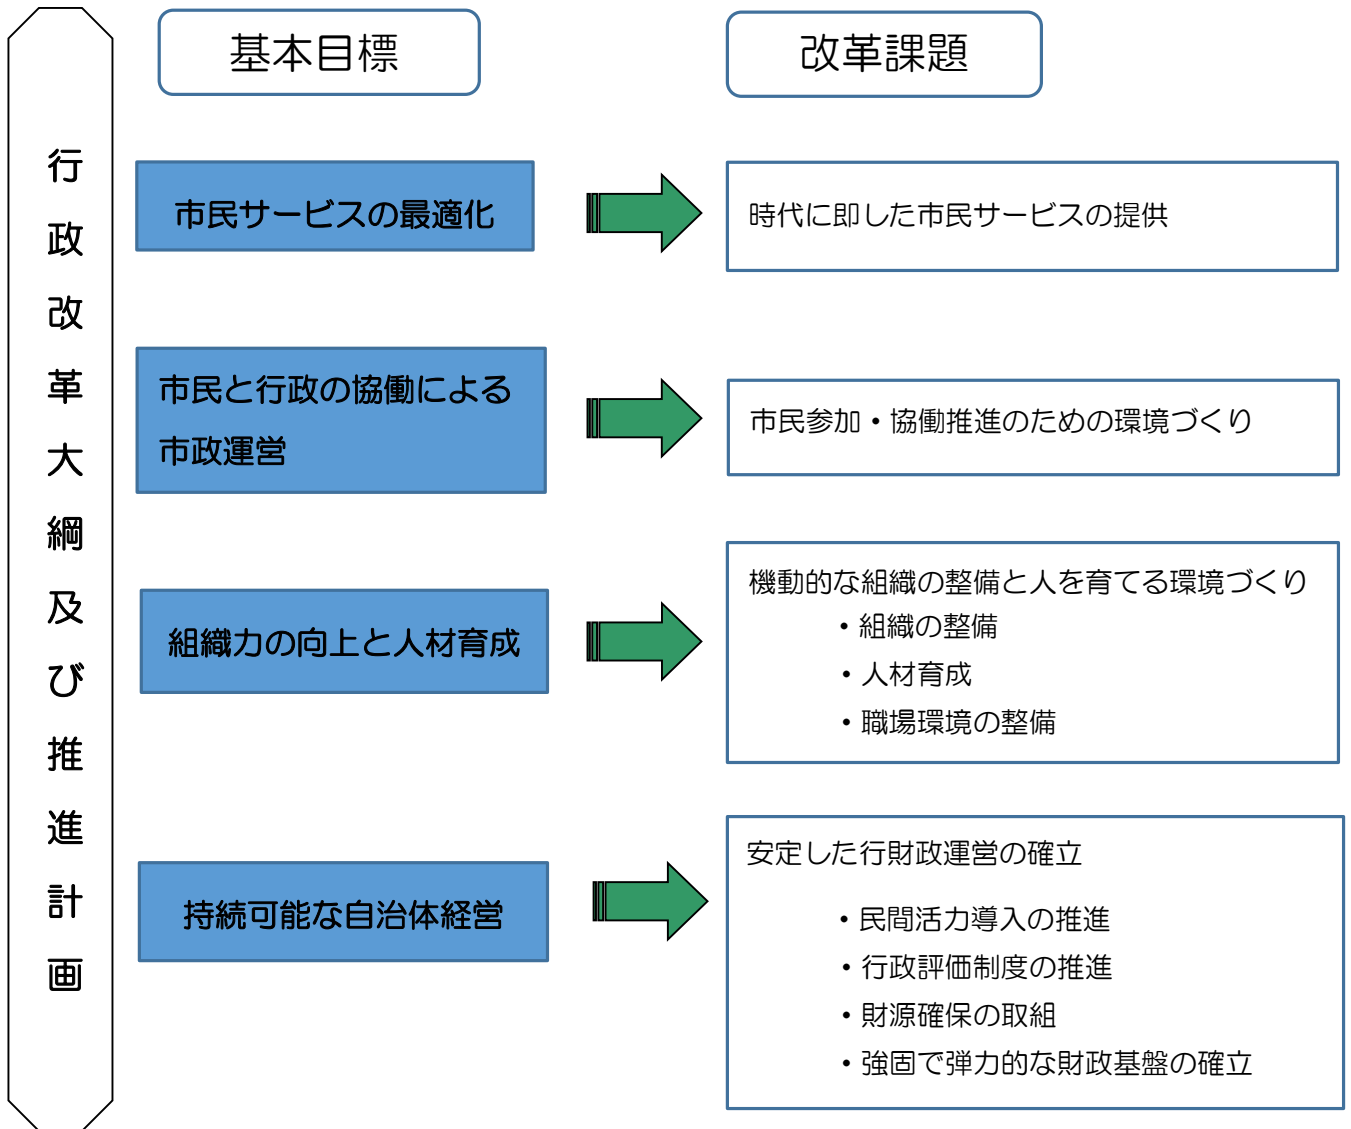 行政改革大綱及び推進計画
基本目標
改革課題
市民サービスの最適化
時代に即した市民サービスの提供
市民と行政の協働による
市政運営
市民参加・協働推進のための環境づくり
組織力の向上と人材育成
機動的な組織の整備と人を育てる環境づくり
・組織の整備
・人材育成
・職場環境の整備
持続可能な自治体経営
安定した行財政運営の確立
・民間活力導入の推進
・行政評価制度の推進
・財源確保の取組
・強固で弾力的な財政基盤の確立